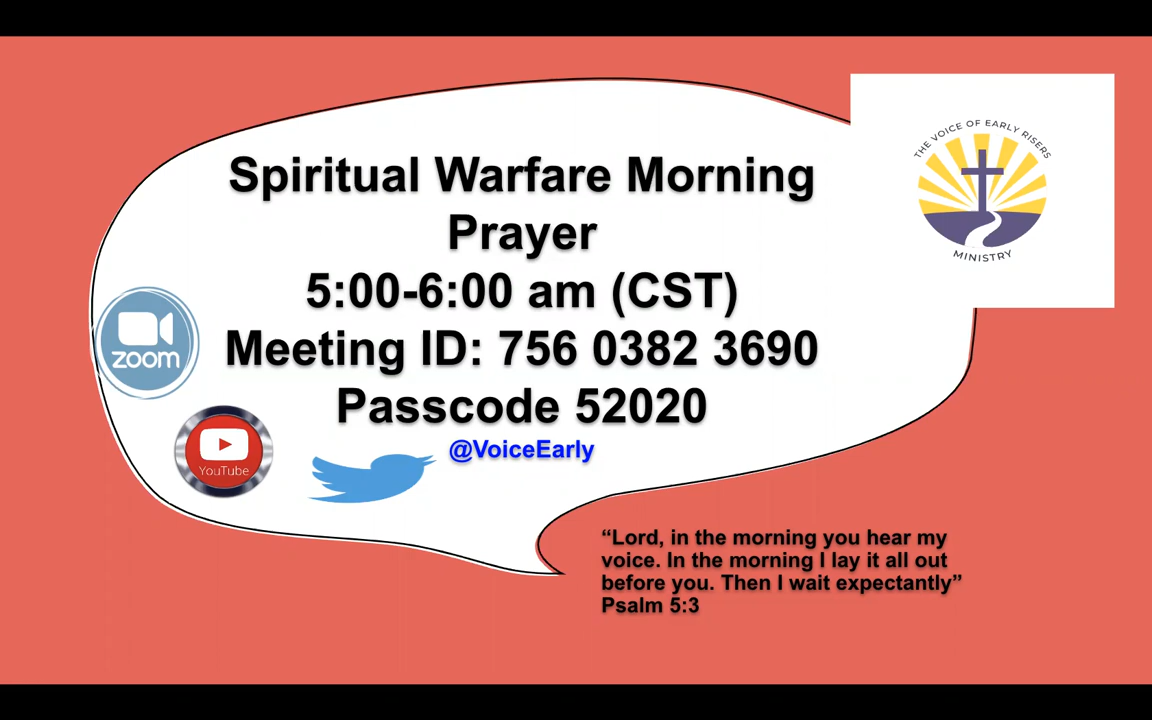 THE VOICE OF EARLY RISERS
MINISTRY
Spiritual Warfare Morning
Prayer
5:00-6:00 am (CST)
Meeting ID: 756 0382 3690
Passcode 52020
@VoiceEarly
zoom
YouTube
“Lord, in the morning you hear my
voice. In the morning I lay it all out
before you. Then I wait expectantly”
Psalm 5:3